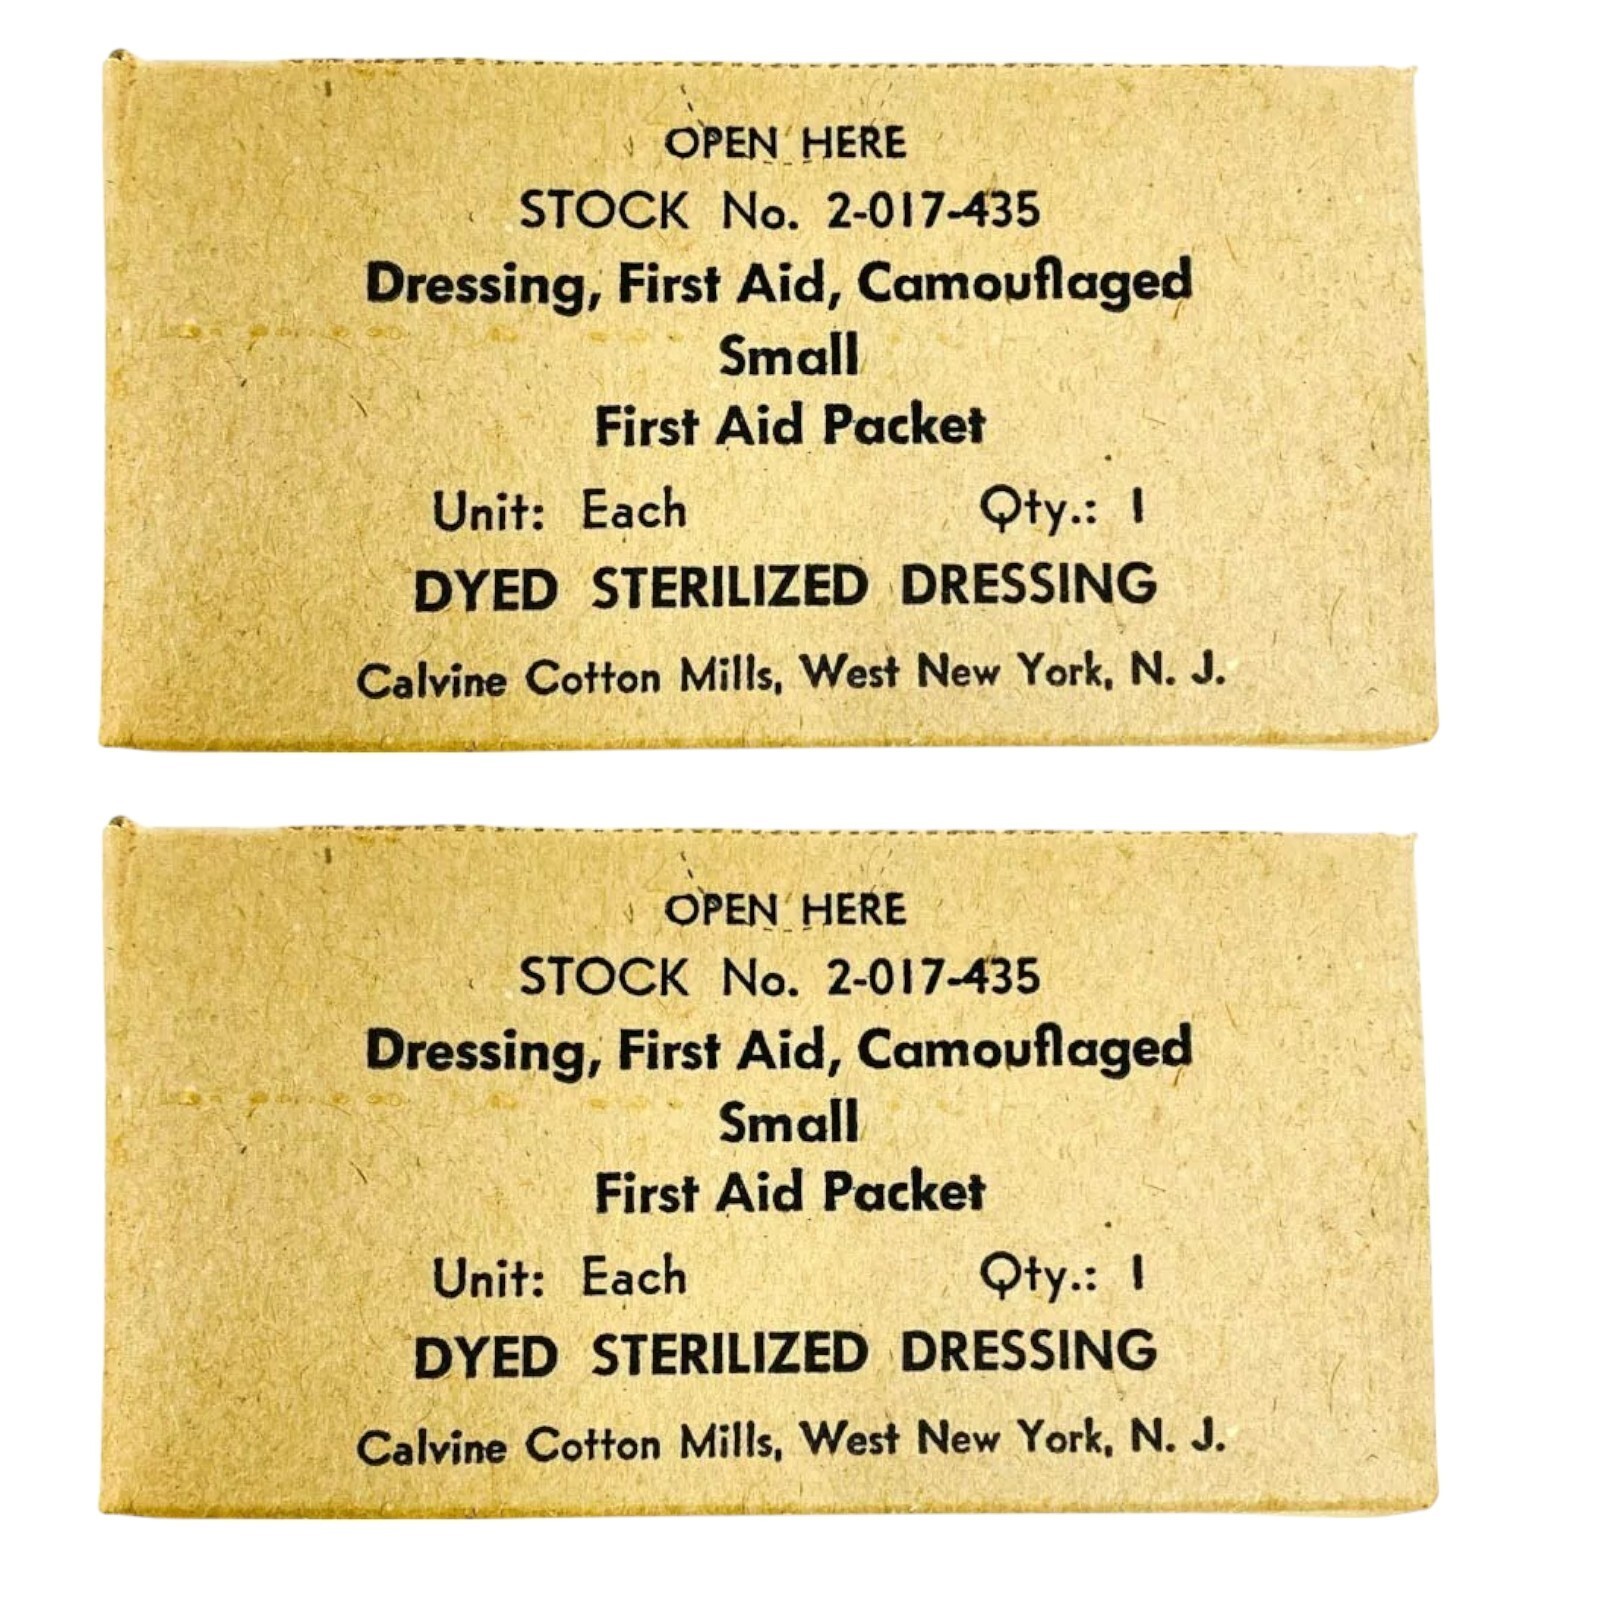 OPEN HERE
STOCK No. 2-017-435
Dressing, First Aid, Camouflaged
Small
First Aid Packet
Unit: Each Qty.: 1
DYED STERILIZED DRESSING
Calvine Cotton Mills, West New York, N. J.
OPEN HERE
STOCK No. 2-017-435
Dressing, First Aid, Camouflaged
Small
First Aid Packet
Unit: Each Qty.: 1
DYED STERILIZED DRESSING
Calvine Cotton Mills, West New York, N. J.